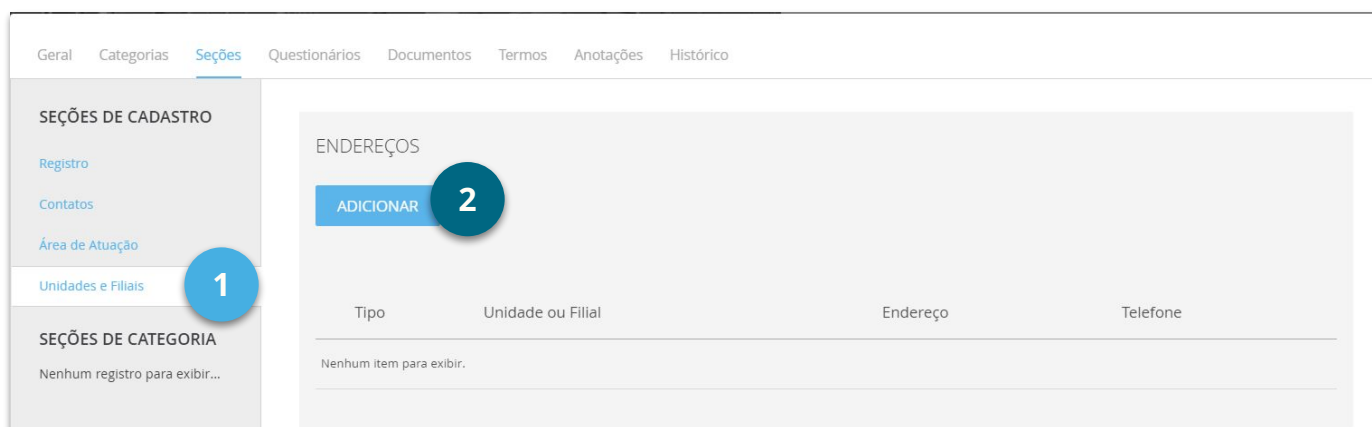 Geral Categorias Seções Questionários Documentos Termos Anotações Histórico
SEÇÕES DE CADASTRO
Registro
Contatos
Área de Atuação
Unidades e Filiais
1
SEÇÕES DE CATEGORIA
Nenhum registro para exibir...
ENDEREÇOS
ADICIONAR
2
Tipo Unidade ou Filial Endereço Telefone
Nenhum item para exibir.